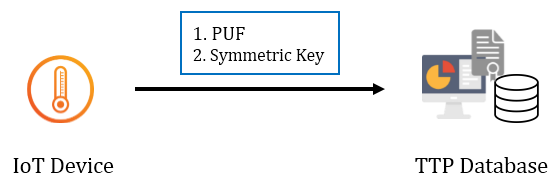 1. PUF
2. Symmetric Key
IoT Device
TTP Database